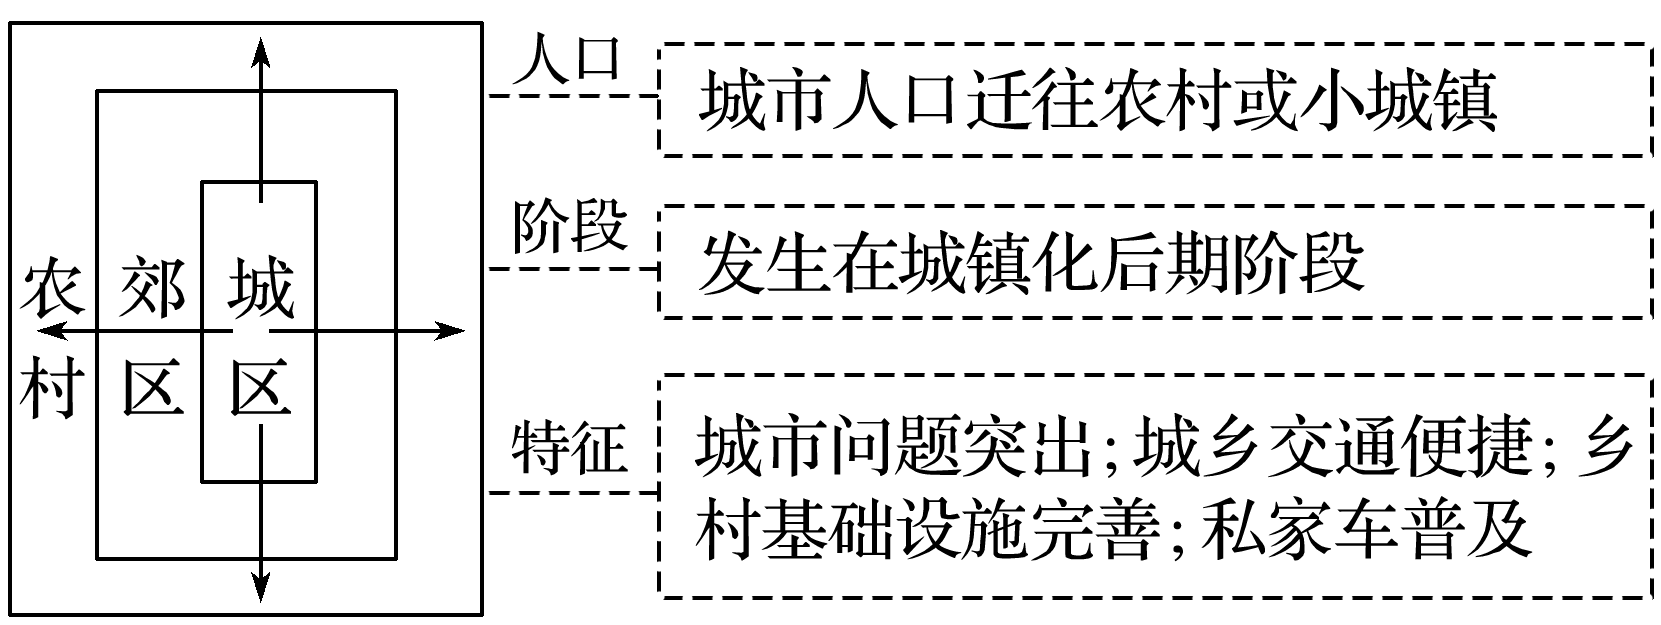 农村
郊区
城区
人口
城市人口迁往农村或小城镇
阶段
发生在城镇化后期阶段
特征
城市问题突出;城乡交通便捷;乡
村基础设施完善;私家车普及